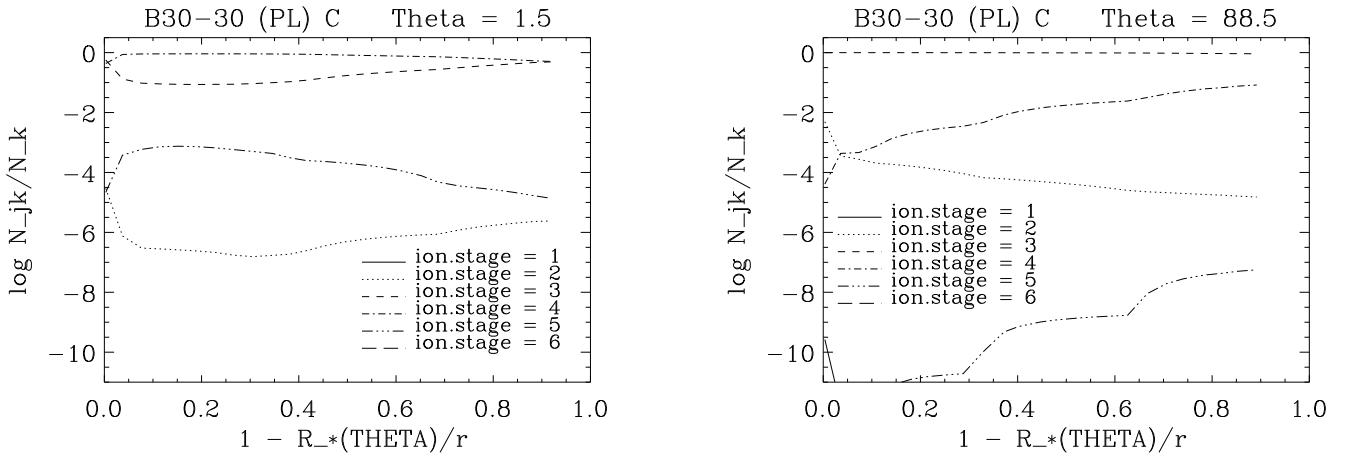 B30-30 (PL) C Theta = 1.5
log N_jk/N_k
0
-2
-4
-6
-8
-10
ion.stage = 1
ion.stage = 2
ion.stage = 3
ion.stage = 4
ion.stage = 5
ion.stage = 6
0.0 0.2 0.4 0.6 0.8 1.0
1 - R_*(THETA)/r
B30-30 (PL) C Theta = 88.5
log N_jk/N_k
0
-2
-4
-6
-8
-10
ion.stage = 1
ion.stage = 2
ion.stage = 3
ion.stage = 4
ion.stage = 5
ion.stage = 6
0.0 0.2 0.4 0.6 0.8 1.0
1 - R_*(THETA)/r